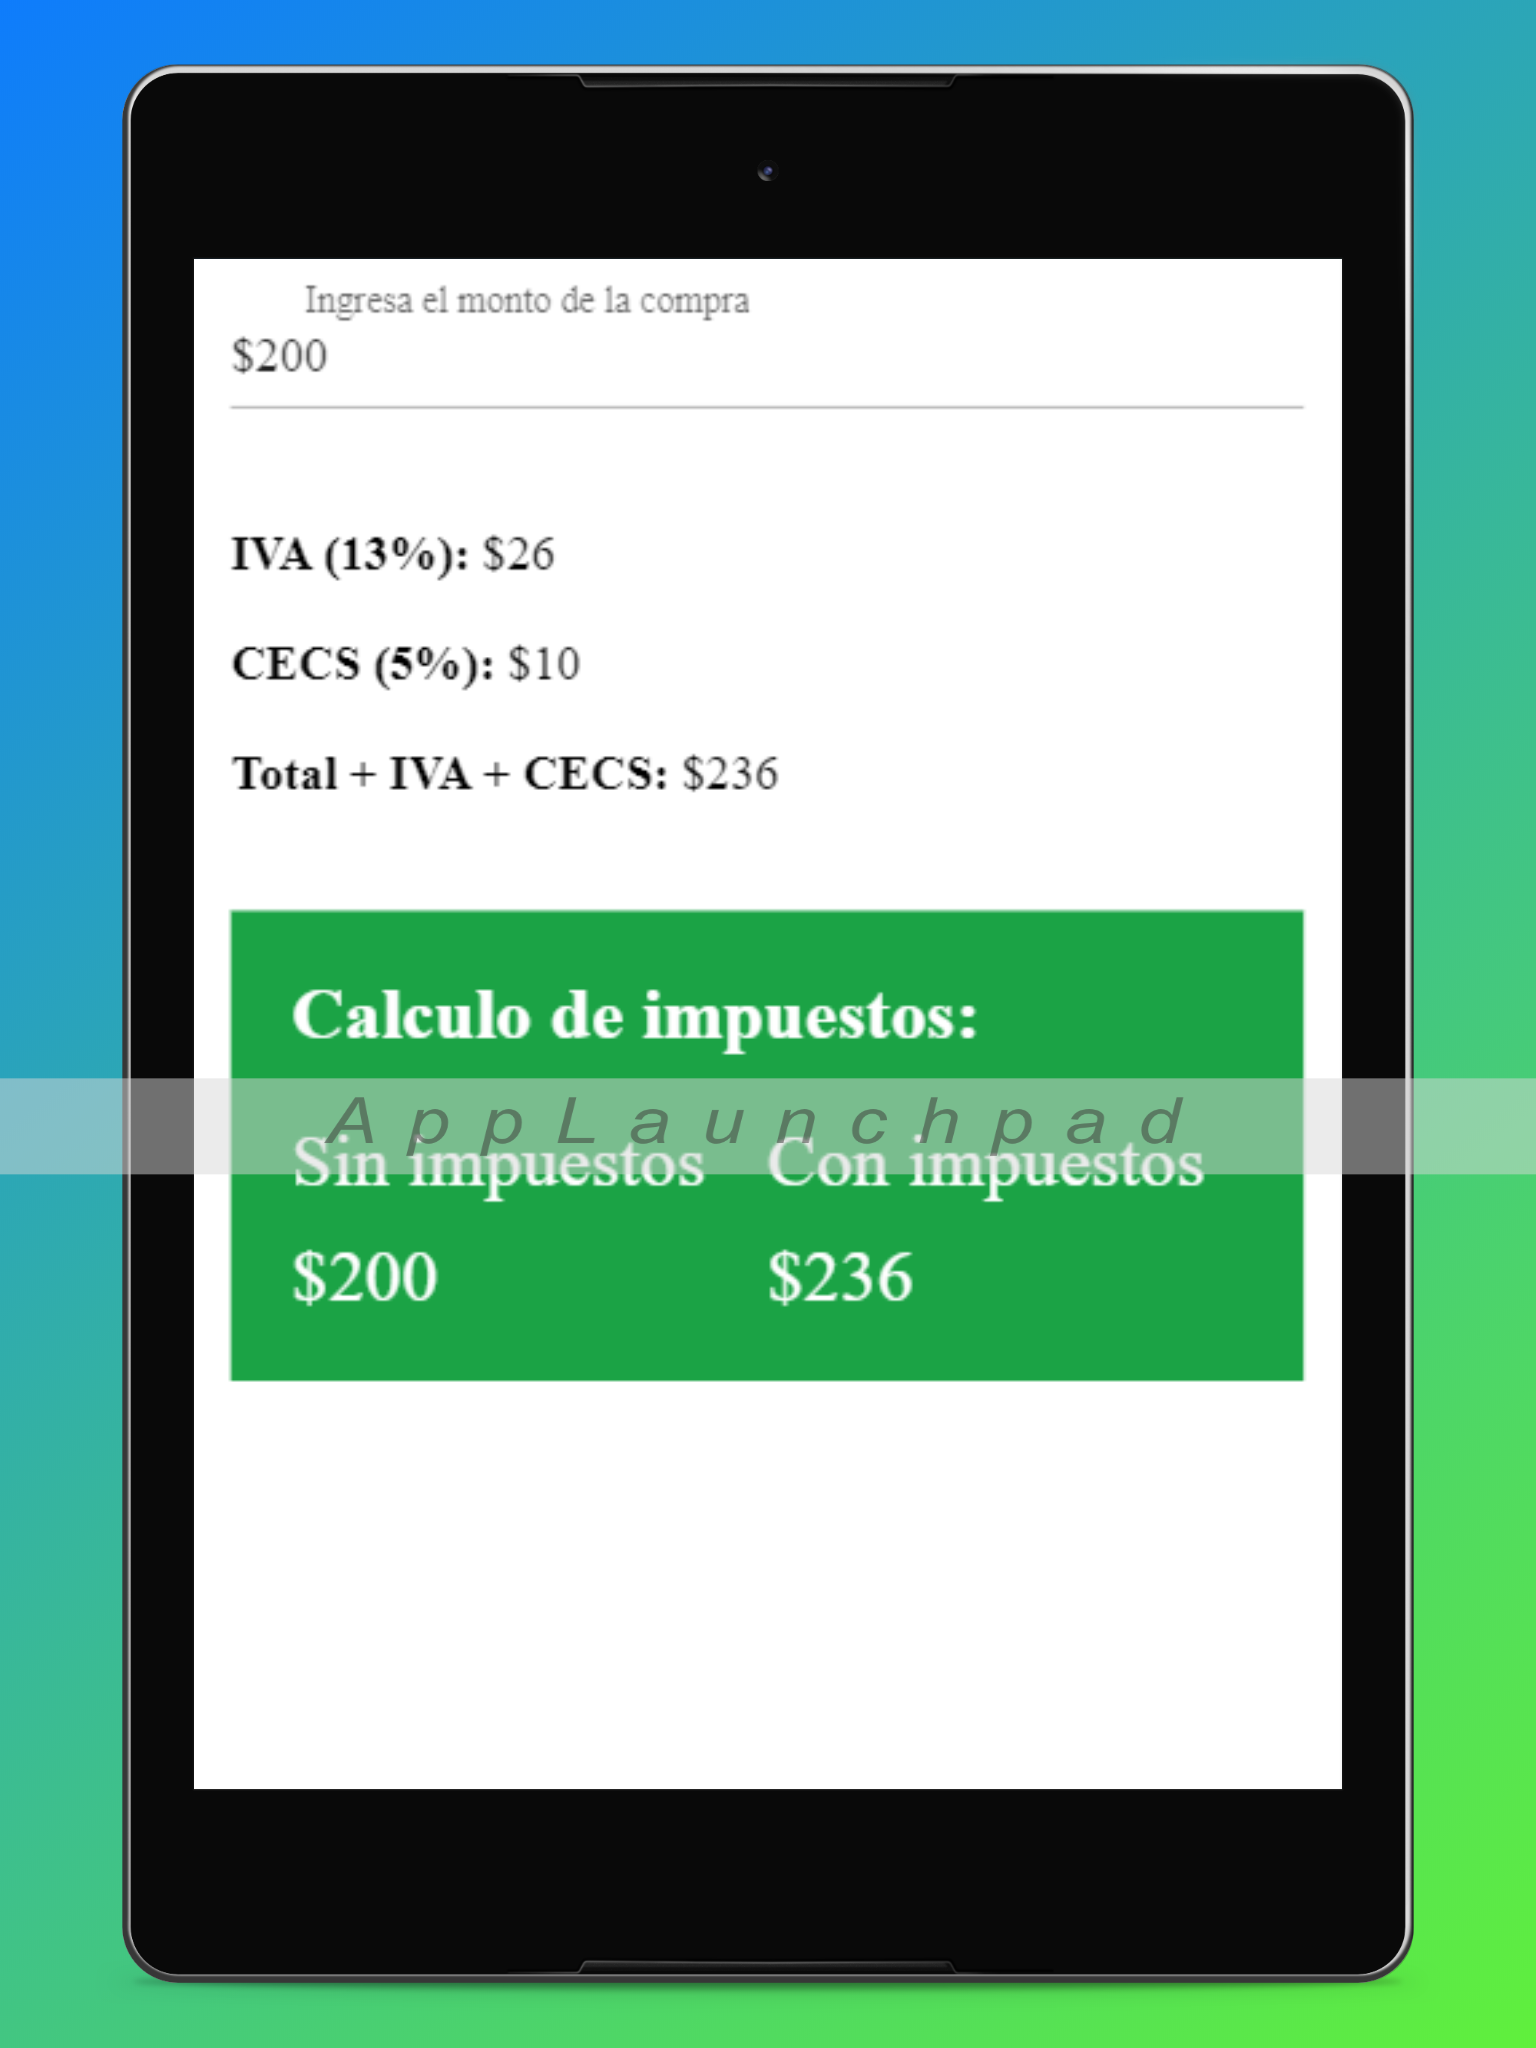 Ingresa el monto de la compra
$200
IVA (13%): $26
CECS (5%): $10
Total + IVA + CECS: $236
Calculo de impuestos:
AppLaunchpad
Sin impuestos Con impuestos
$200 $236